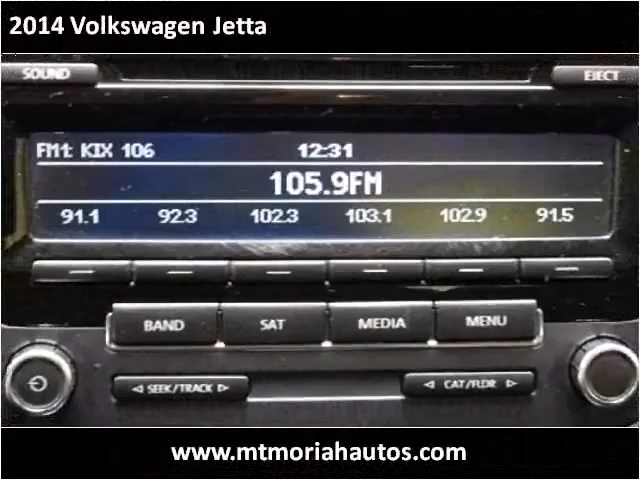 2014 Volkswagen Jetta
SOUND EJECT
FM1: KIX 106 12:31
105.9FM
91.1 92.3 102.3 103.1 102.9 91.5
BAND SAT MEDIA MENU
◁ SEEK/TRACK ▷ ◁ CAT/FLDR ▷
www.mtmoriahautos.com